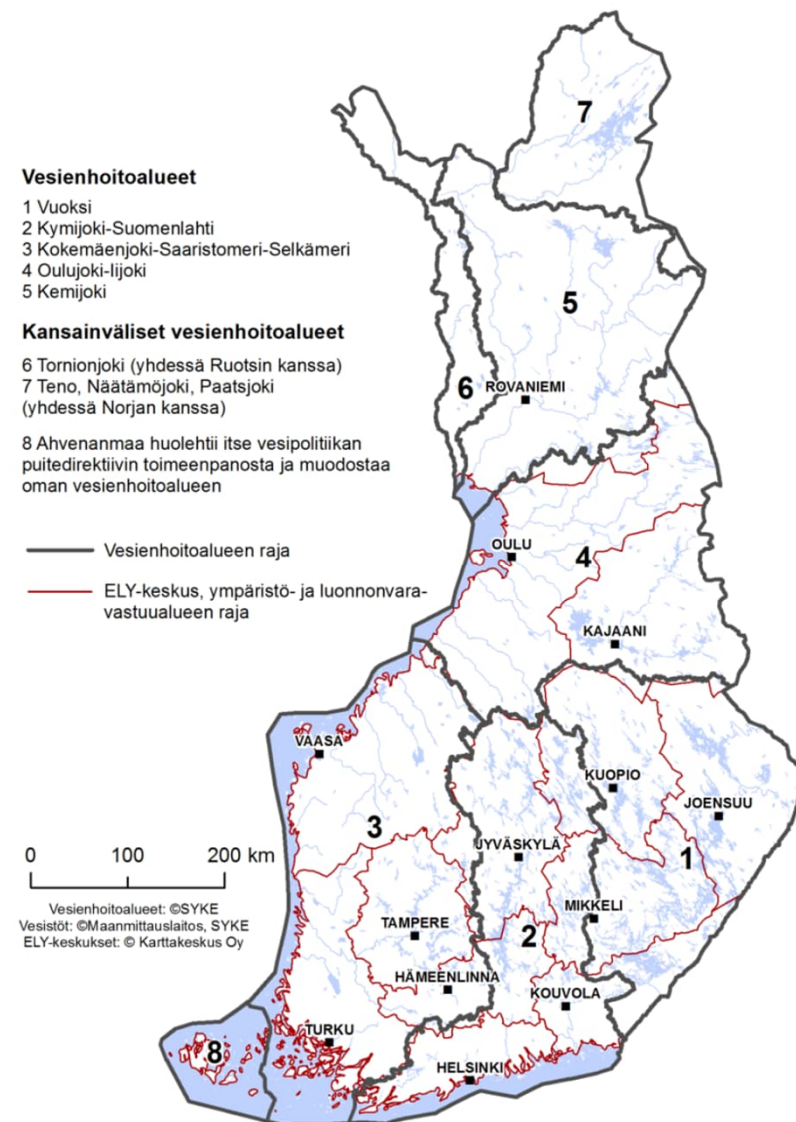 Vesienhoitoalueet
1 Vuoksi
2 Kymijoki-Suomenlahti
3 Kokemäenjoki-Saaristomeri-Selkämeri
4 Oulujoki-Iijoki
5 Kemijoki
Kansainväliset vesienhoitoalueet
6 Tornionjoki (yhdessä Ruotsin kanssa)
7 Teno, Näätämöjoki, Paatsjoki
(yhdessä Norjan kanssa)
8 Ahvenanmaa huolehtii itse vesipolitiikan
puitedirektiivin toimeenpanosta ja muodostaa
oman vesienhoitoalueen
Vesienhoitoalueen raja
ELY-keskus, ympäristö- ja luonnonvara-
vastuualueen raja
0 100 200 km
Vesienhoitoalueet: ©SYKE
Vesistöt: ©Maanmittauslaitos, SYKE
ELY-keskukset: © Karttakeskus Oy
7
5
6
ROVANIEMI
OULU
4
KAJAANI
VAASA
KUOPIO
JOENSUU
3
JYVÄSKYLÄ
1
MIKKELI
TAMPERE
2
HÄMEENLINNA
KOUVOLA
TURKU
8
HELSINKI